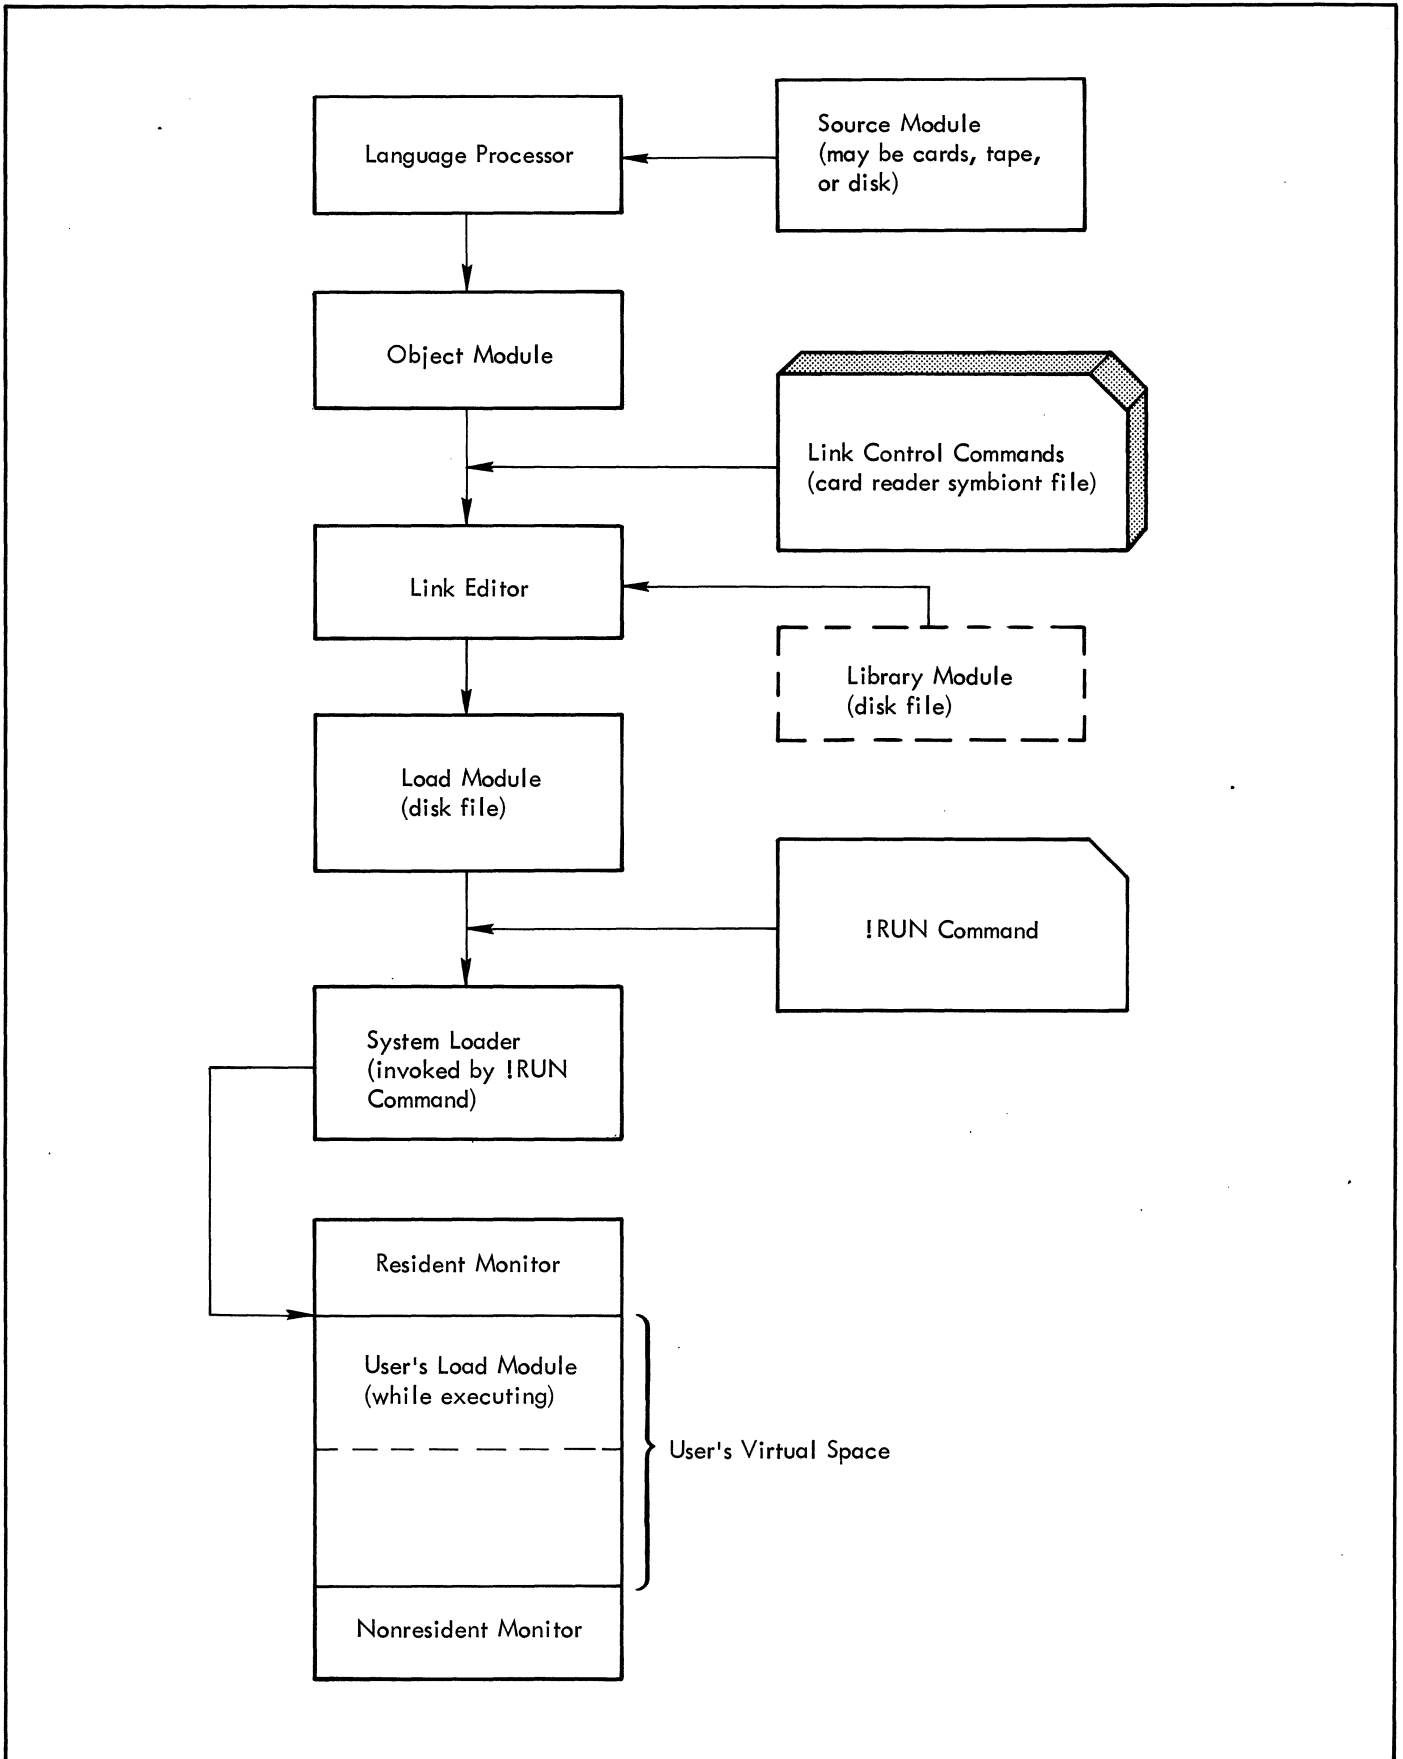 Language Processor
Source Module
(may be cards, tape,
or disk)
Object Module
Link Control Commands
(card reader symbiont file)
Link Editor
Library Module
(disk file)
Load Module
(disk file)
!RUN Command
System Loader
(invoked by !RUN
Command)
Resident Monitor
User's Load Module
(while executing)
User's Virtual Space
Nonresident Monitor